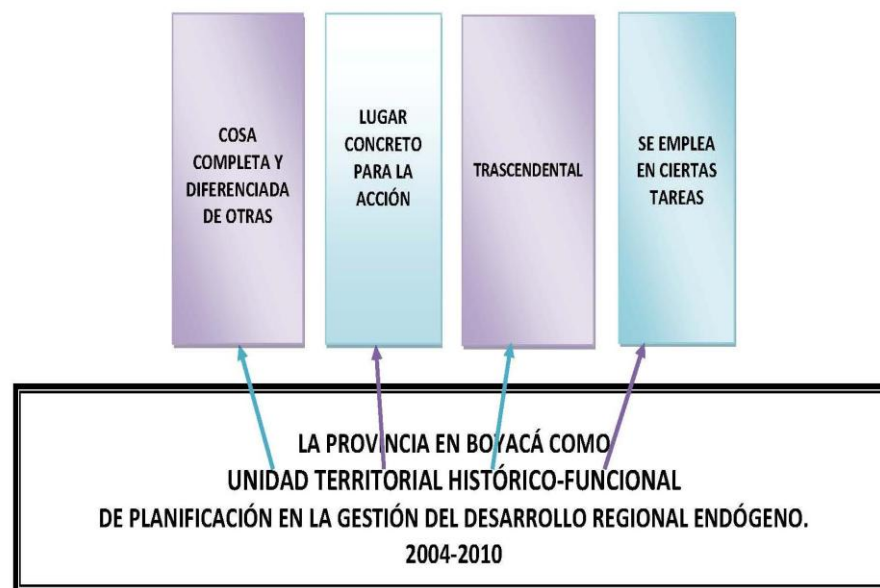 COSA
COMPLETA Y
DIFERENCIADA
DE OTRAS
LUGAR
CONCRETO
PARA LA
ACCIÓN
TRASCENDENTAL
SE EMPLEA
EN CIERTAS
TAREAS
LA PROVINCIA EN BOYACÁ COMO
UNIDAD TERRITORIAL HISTÓRICO-FUNCIONAL
DE PLANIFICACIÓN EN LA GESTIÓN DEL DESARROLLO REGIONAL ENDÓGENO.
2004-2010